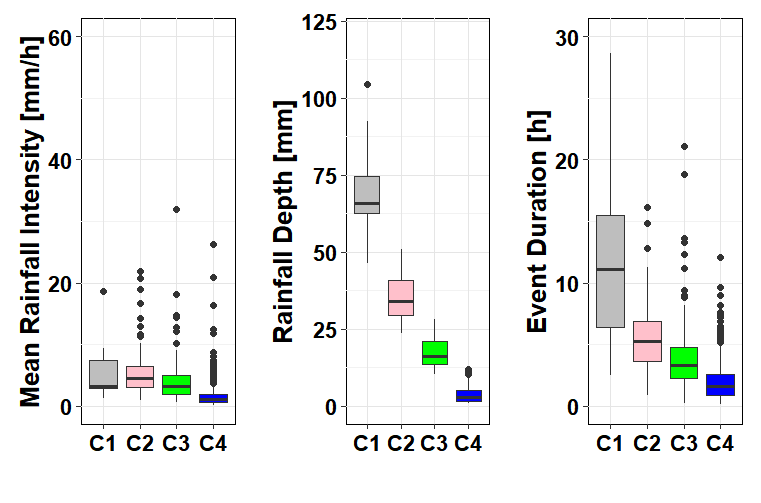 Mean Rainfall Intensity [mm/h]
60
40
20
0
C1 C2 C3 C4
Rainfall Depth [mm]
125
100
75
50
25
0
C1 C2 C3 C4
Event Duration [h]
30
20
10
0
C1 C2 C3 C4